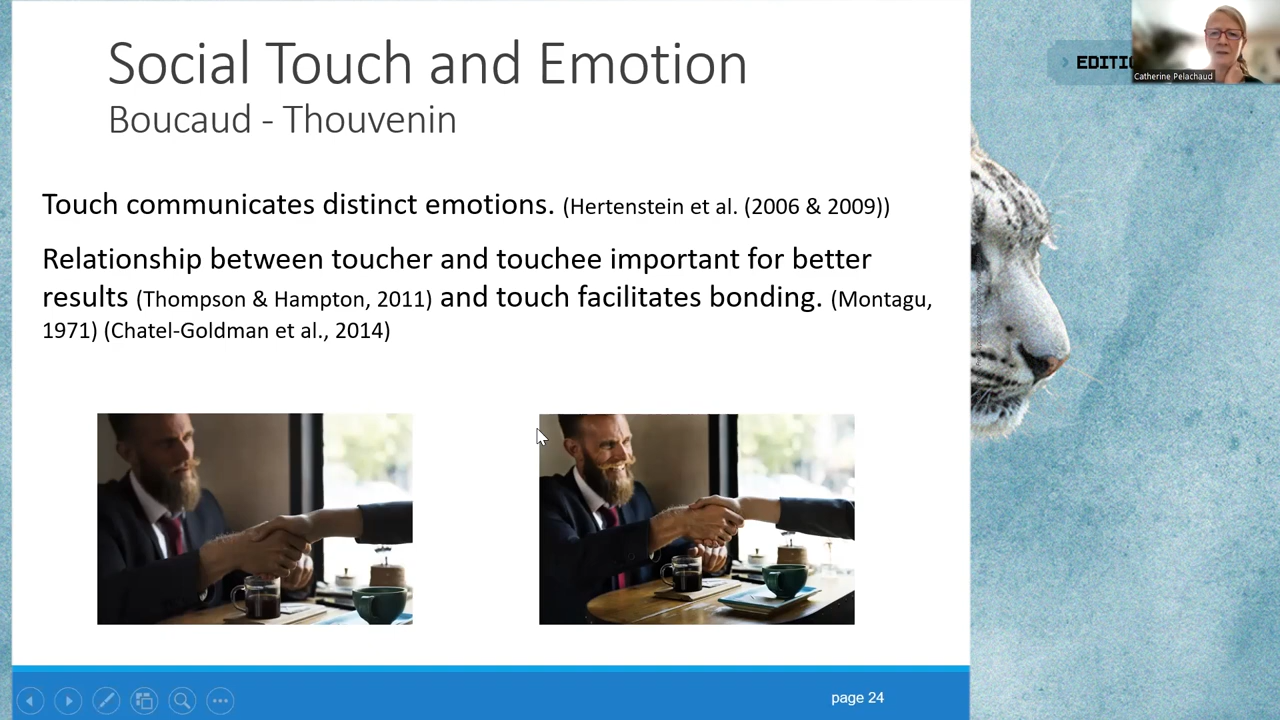 Social Touch and Emotion
Boucaud - Thouvenin
Touch communicates distinct emotions. (Hertenstein et al. (2006 & 2009))
Relationship between toucher and touchee important for better
results (Thompson & Hampton, 2011) and touch facilitates bonding. (Montagu,
1971) (Chatel-Goldman et al., 2014)
page 24
Catherine Pelachaud